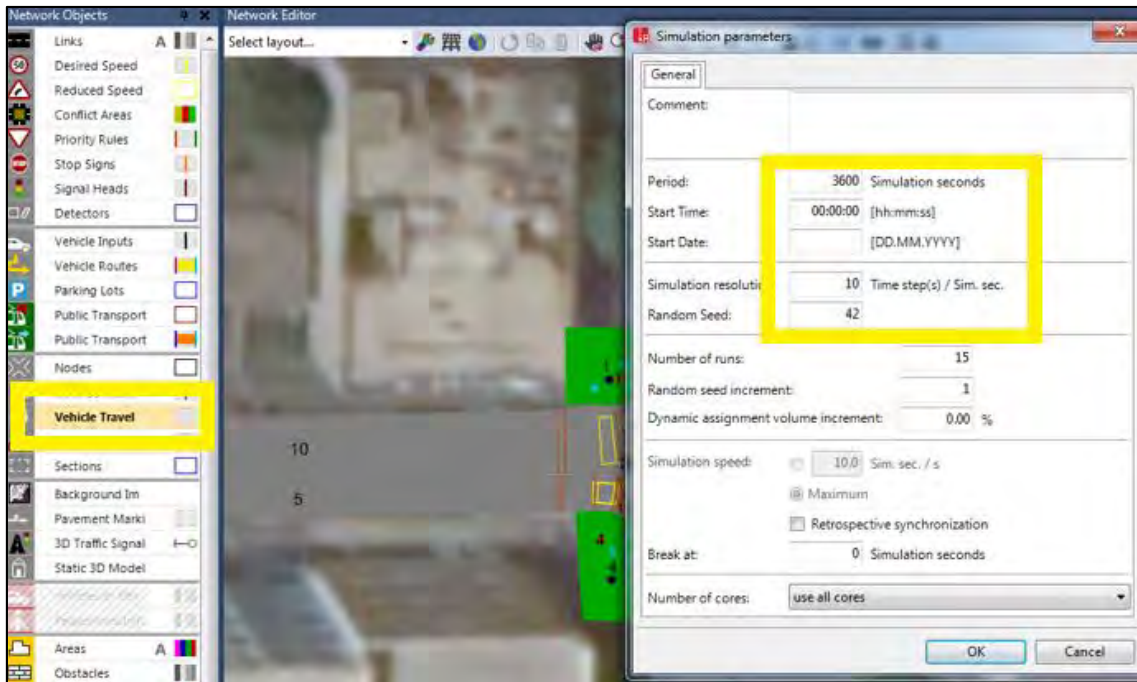 Network Objects
Links A
50
Desired Speed
Reduced Speed
Conflict Areas
Priority Rules
Stop Signs
Signal Heads
Detectors
Vehicle Inputs
Vehicle Routes
P Parking Lots
Public Transport
Public Transport
Nodes
Vehicle Travel
Sections
Background Im
Pavement Marki
3D Traffic Signal
Static 3D Model
Areas A
Obstacles
Network Editor
Select layout...
1
10
5
4
Simulation parameters
General
Comment:
Period: 3600 Simulation seconds
Start Time: 00:00:00 [hh:mm:ss]
Start Date: [DD.MM.YYYY]
Simulation resolutio 10 Time step(s) / Sim. sec.
Random Seed: 42
Number of runs: 15
Random seed increment: 1
Dynamic assignment volume increment: 0.00 %
Simulation speed: 10.0 Sim. sec. / s
Maximum
Retrospective synchronization
Break at: 0 Simulation seconds
Number of cores: use all cores
OK Cancel